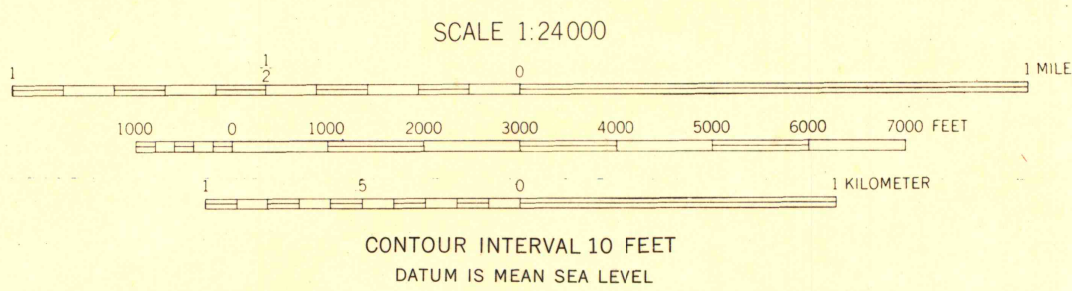 SCALE 1:24000
1 1/2 0 1 MILE
1000 0 1000 2000 3000 4000 5000 6000 7000 FEET
1 .5 0 1 KILOMETER
CONTOUR INTERVAL 10 FEET
DATUM IS MEAN SEA LEVEL